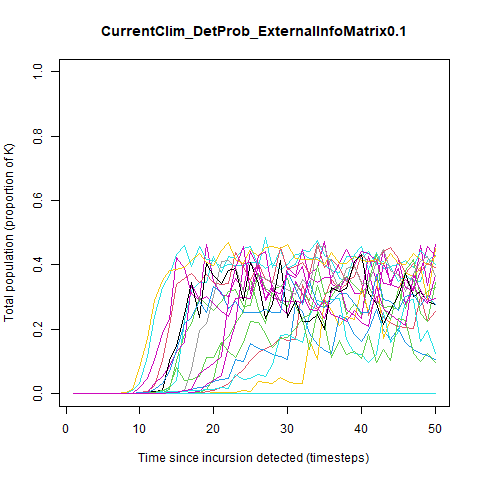 CurrentClim_DetProb_ExternalInfoMatrix0.1
Total population (proportion of K)
1.0
0.8
0.6
0.4
0.2
0.0
0 10 20 30 40 50
Time since incursion detected (timesteps)